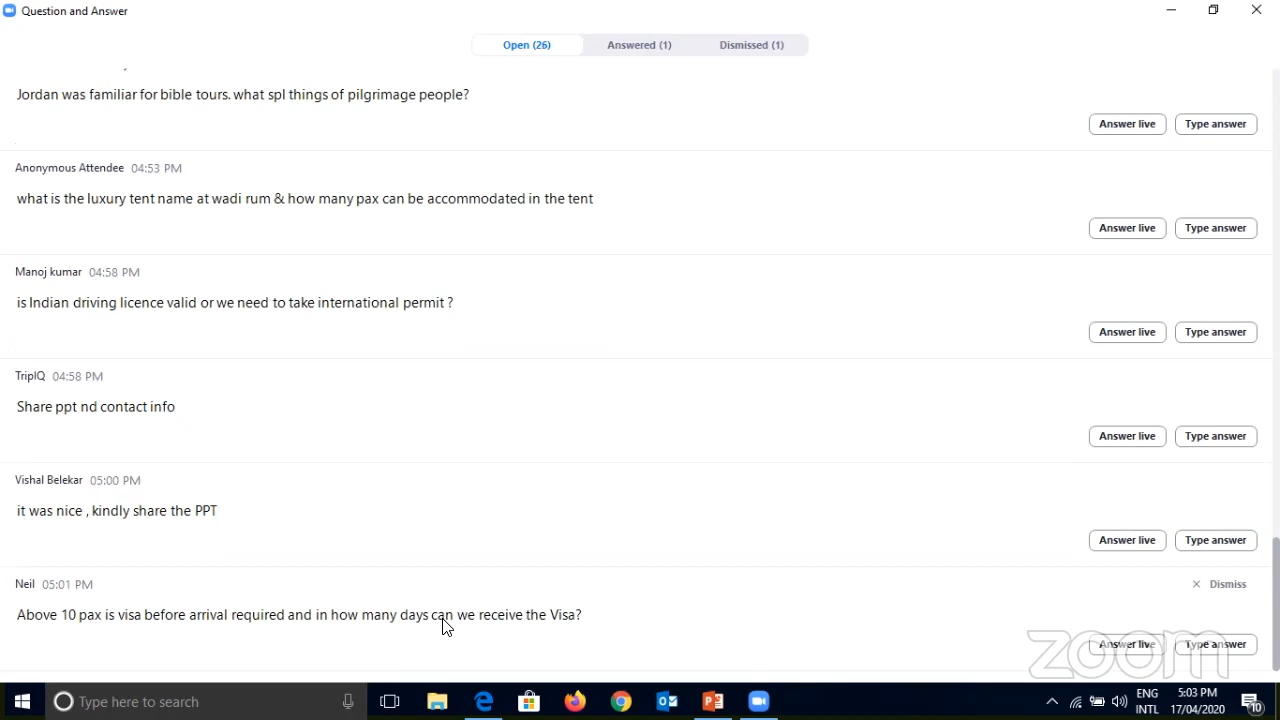 Question and Answer
Open (26) Answered (1) Dismissed (1)
Jordan was familiar for bible tours. what spl things of pilgrimage people?
Answer live Type answer
Anonymous Attendee 04:53 PM
what is the luxury tent name at wadi rum & how many pax can be accommodated in the tent
Answer live Type answer
Manoj kumar 04:58 PM
is Indian driving licence valid or we need to take international permit ?
Answer live Type answer
TripIQ 04:58 PM
Share ppt nd contact info
Answer live Type answer
Vishal Belekar 05:00 PM
it was nice , kindly share the PPT
Answer live Type answer
Neil 05:01 PM
Dismiss
Above 10 pax is visa before arrival required and in how many days can we receive the Visa?
Answer live Type answer
zoom
Type here to search
ENG 5:03 PM
INTL 17/04/2020
10